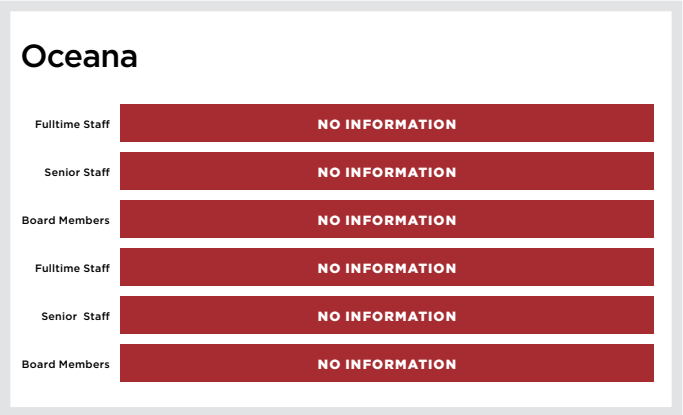 Oceana
Fulltime Staff NO INFORMATION
Senior Staff NO INFORMATION
Board Members NO INFORMATION
Fulltime Staff NO INFORMATION
Senior  Staff NO INFORMATION
Board Members NO INFORMATION